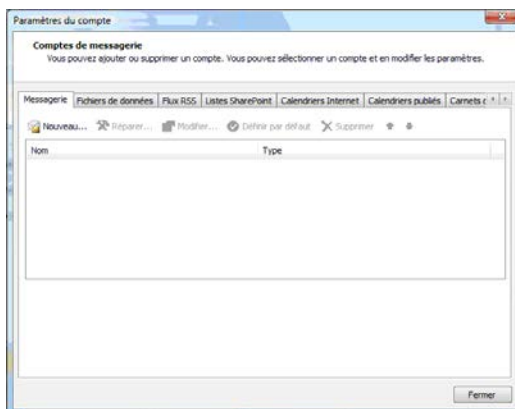 Paramètres du compte
Comptes de messagerie
Vous pouvez ajouter ou supprimer un compte. Vous pouvez sélectionner un compte et en modifier les paramètres.
Messagerie Fichiers de données Flux RSS Listes SharePoint Calendriers Internet Calendriers publiés Carnets
Nouveau... Réparer... Modifier... Définir par défaut Supprimer
Nom Type
Fermer